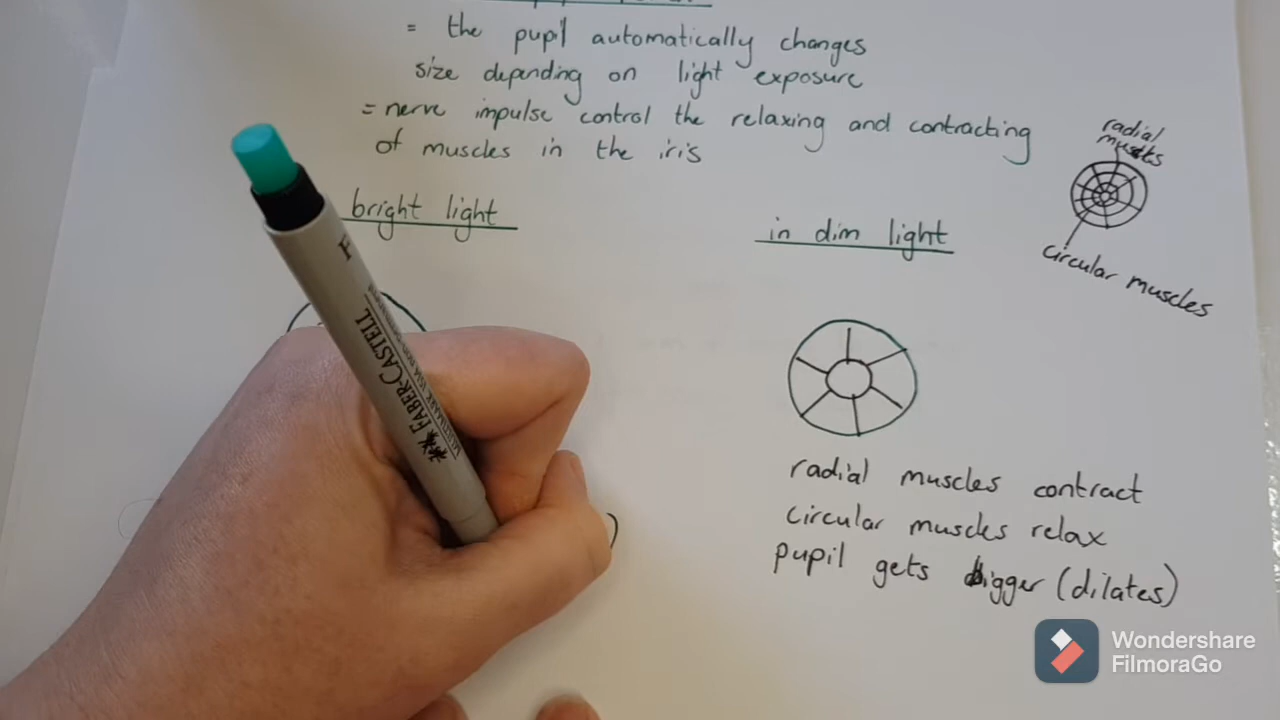 = the pupil automatically changes
size depending on light exposure
= nerve impulse control the relaxing and contracting
of muscles in the iris
radial
muscles
circular muscles
bright light
in dim light
radial muscles contract
circular muscles relax
pupil gets bigger (dilates)
)
F
FABER-CASTELL
MULTIMARK
Wondershare
FilmoraGo